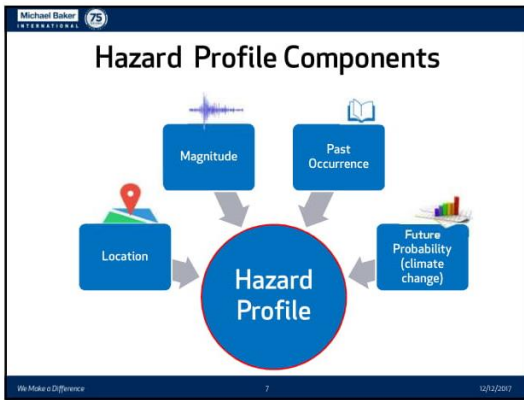 Michael Baker
INTERNATIONAL
75
Hazard Profile Components
Magnitude
Past
Occurrence
Location
Future
Probability
(climate
change)
Hazard
Profile
We Make a Difference
7
12/12/2017